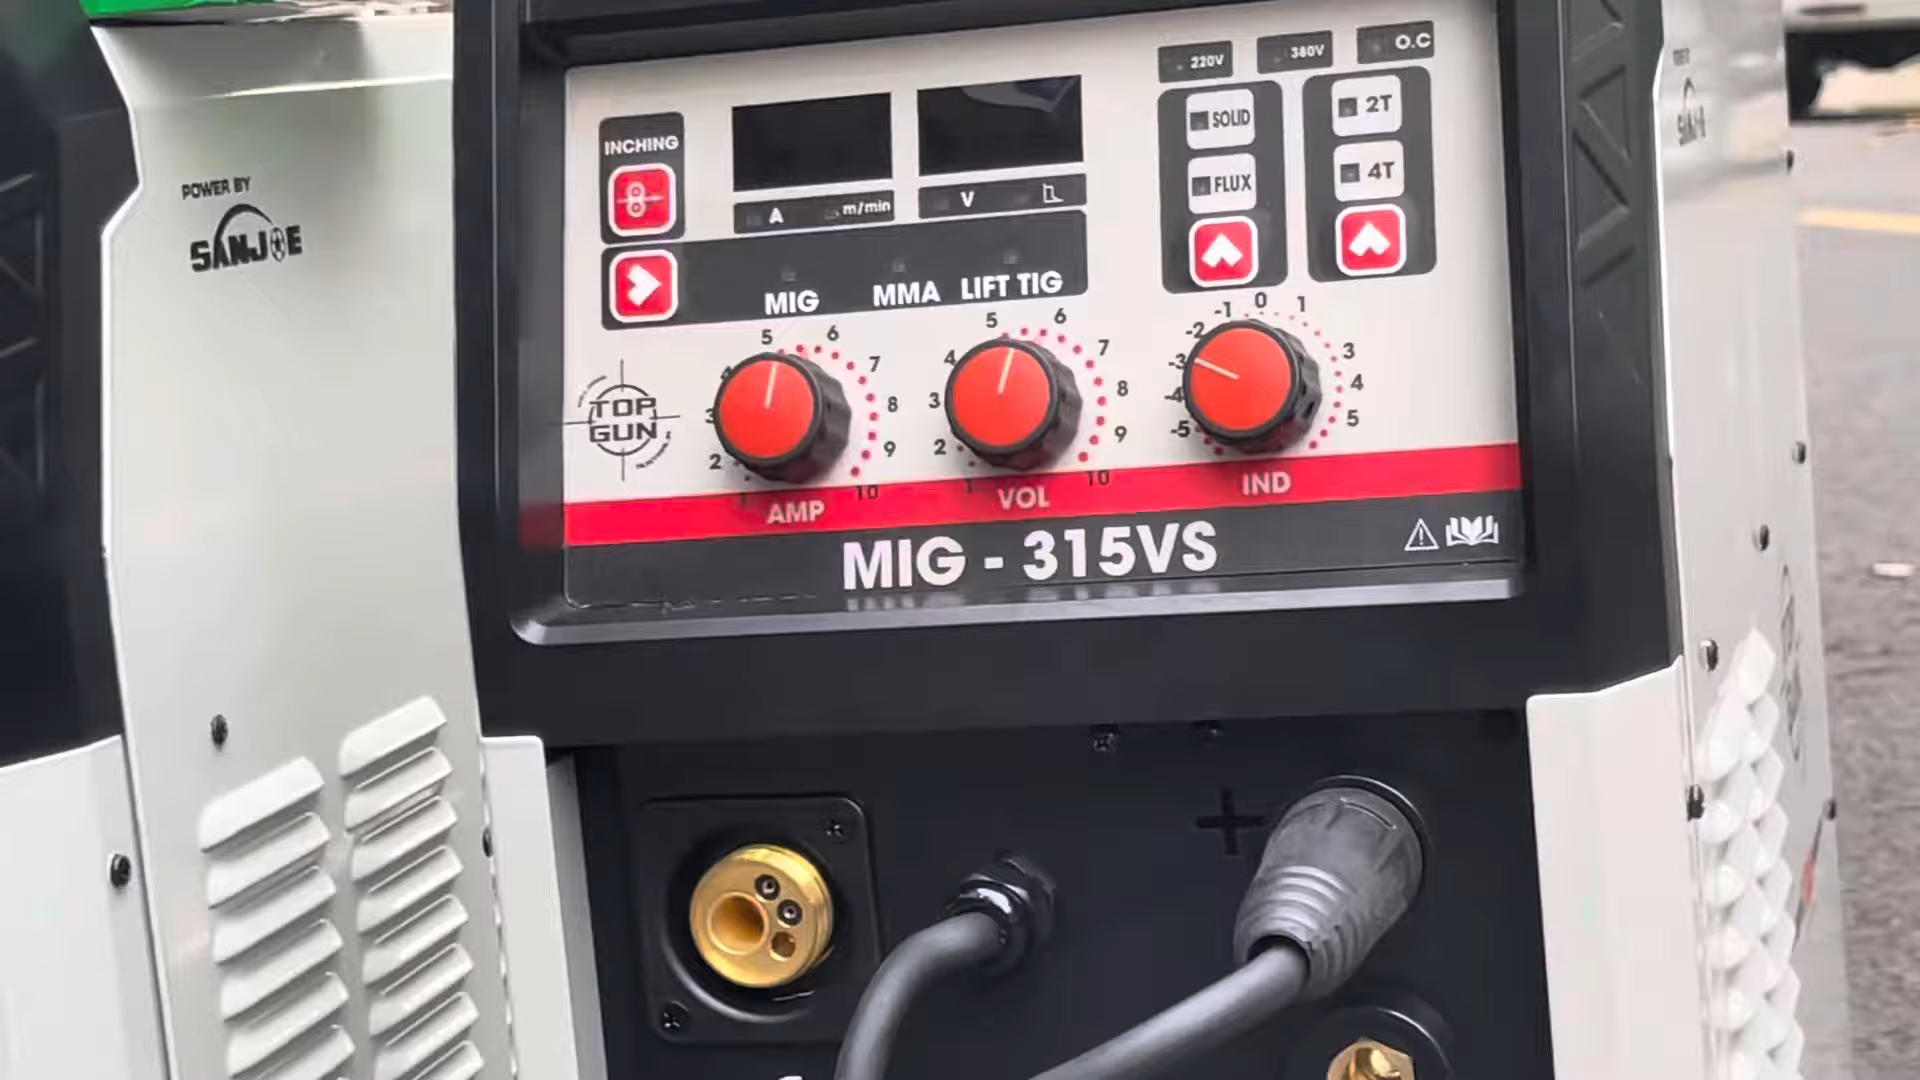 POWER BY
SANJOE
INCHING
A
m/min
V
MIG
MMA
LIFT TIG
220V
380V
O.C
SOLID
FLUX
2T
4T
TOP
GUN
1
2
3
5
6
7
8
9
10
AMP
1
2
3
4
5
6
7
8
9
10
VOL
-5
-4
-3
-2
-1
0
1
3
4
5
IND
MIG - 315VS
+